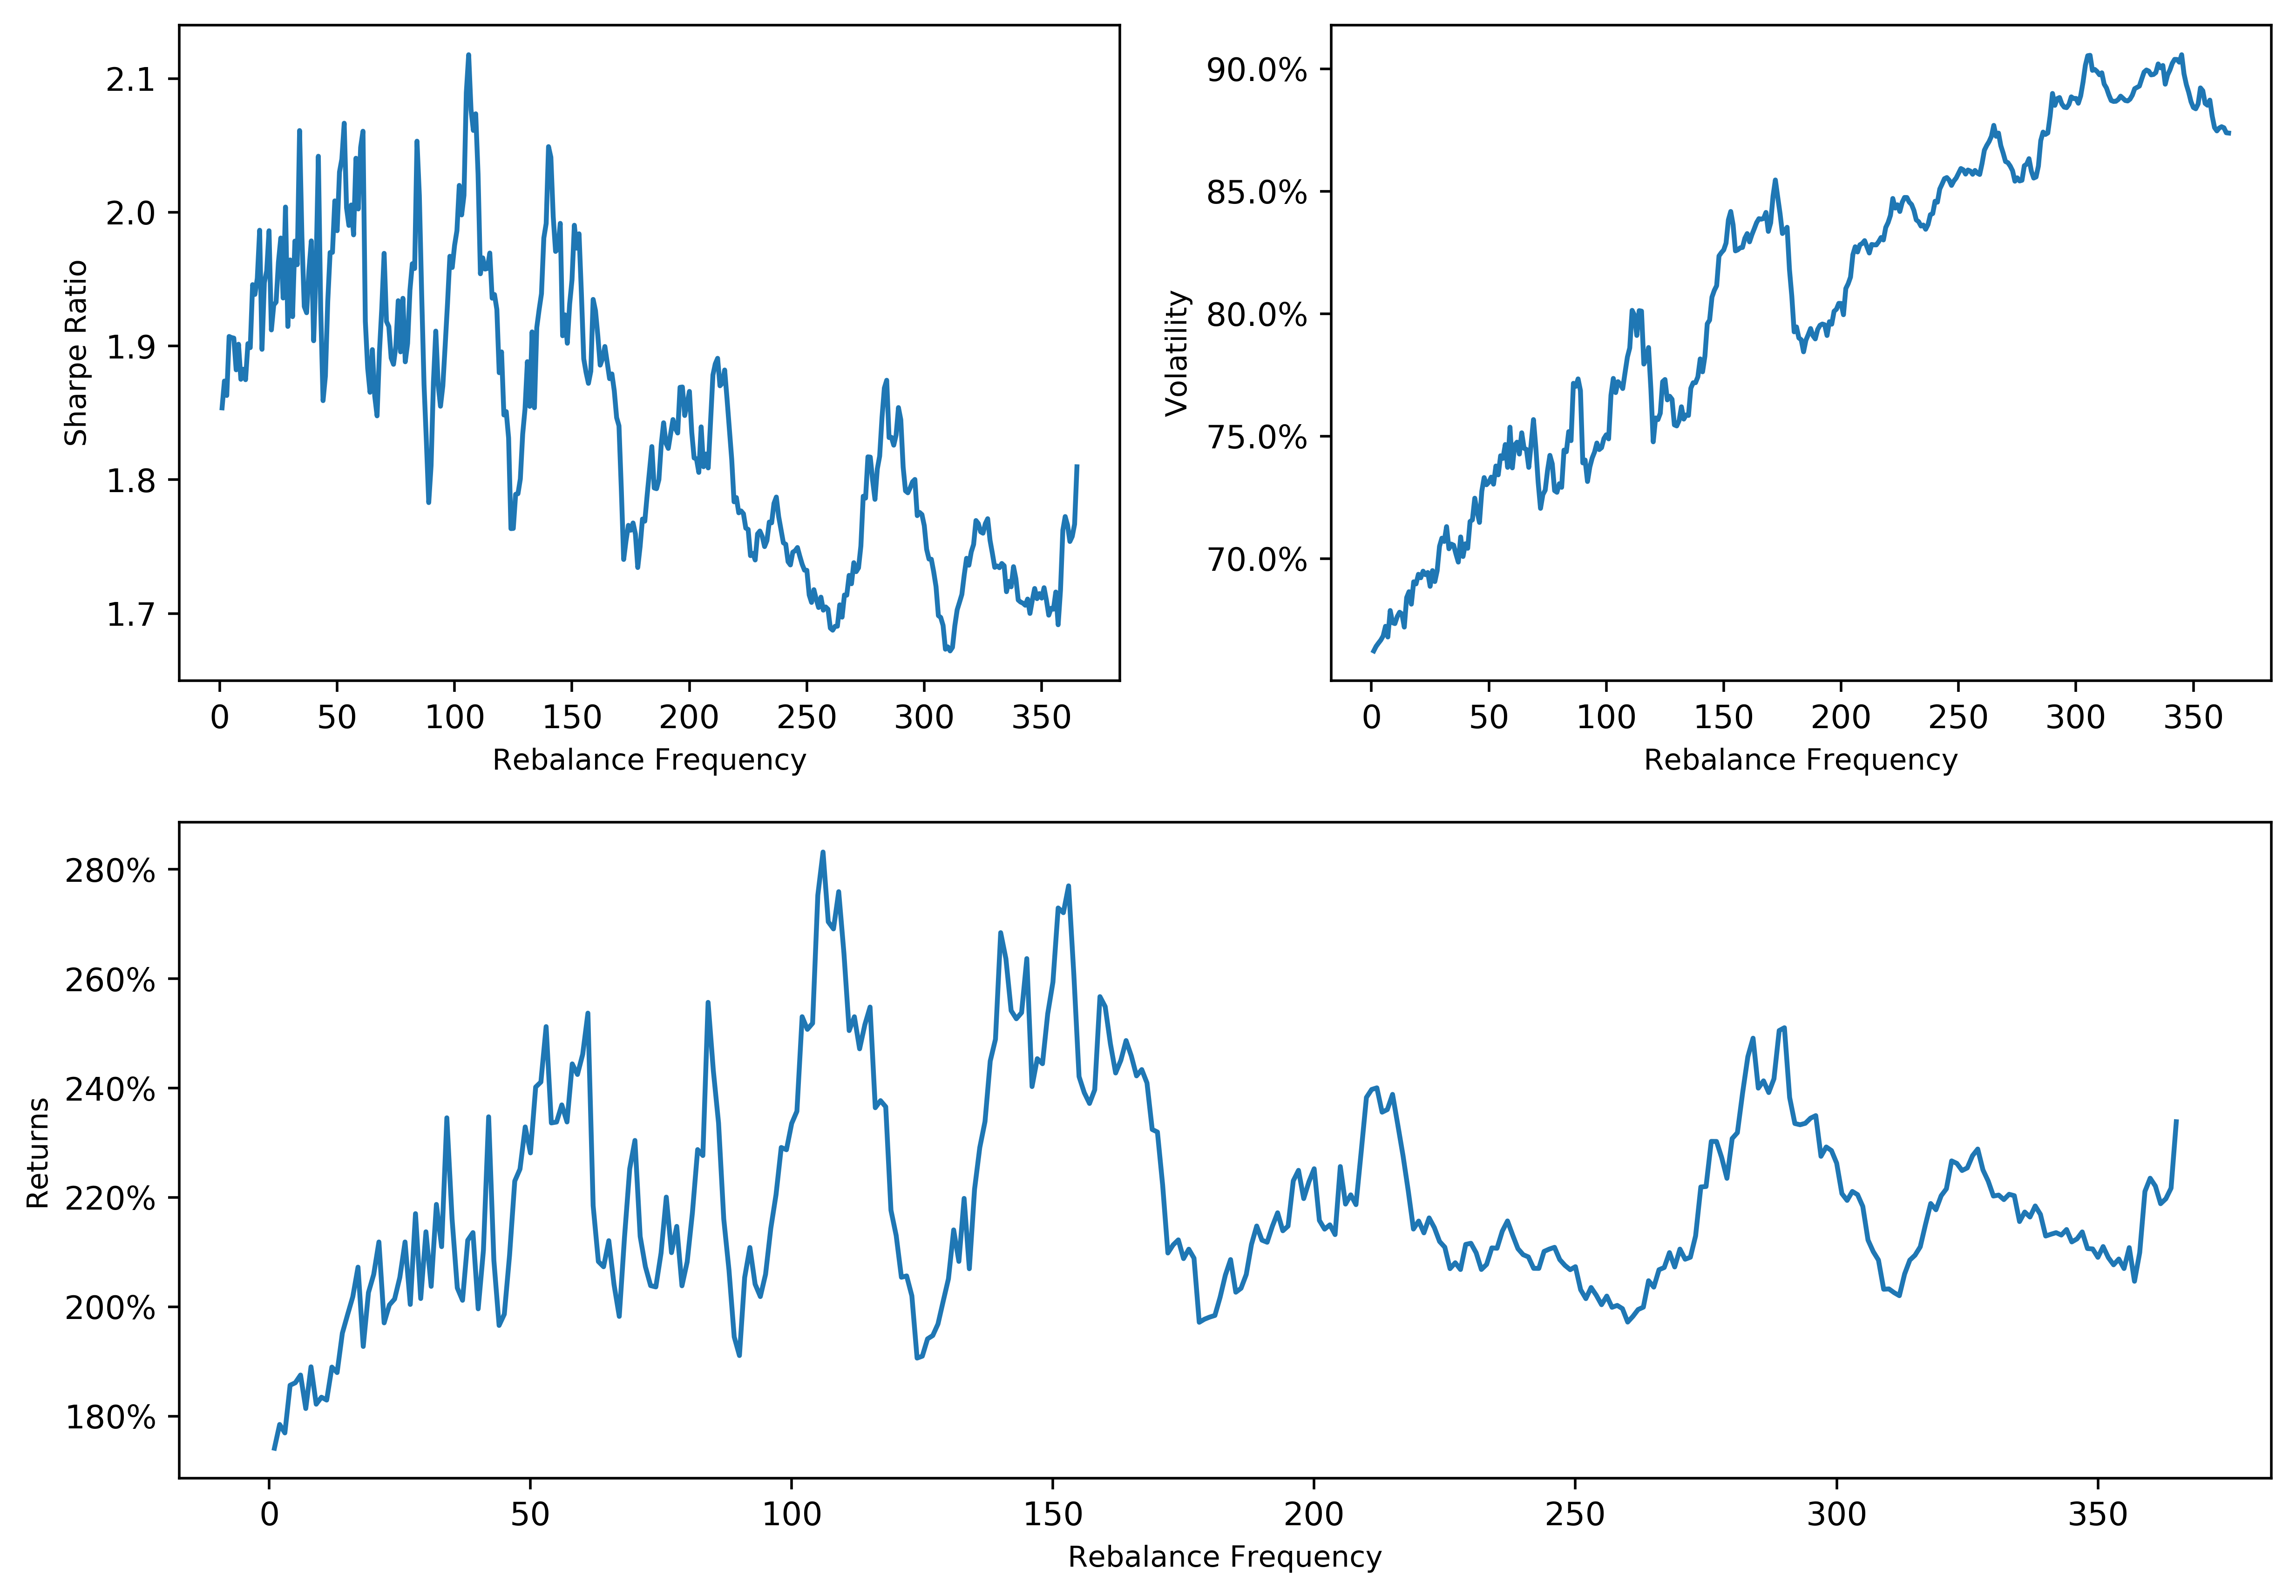 2.1
2.0
1.9
1.8
1.7
Sharpe Ratio
0 50 100 150 200 250 300 350
Rebalance Frequency
90.0%
85.0%
80.0%
75.0%
70.0%
Volatility
0 50 100 150 200 250 300 350
Rebalance Frequency
280%
260%
240%
220%
200%
180%
Returns
0 50 100 150 200 250 300 350
Rebalance Frequency